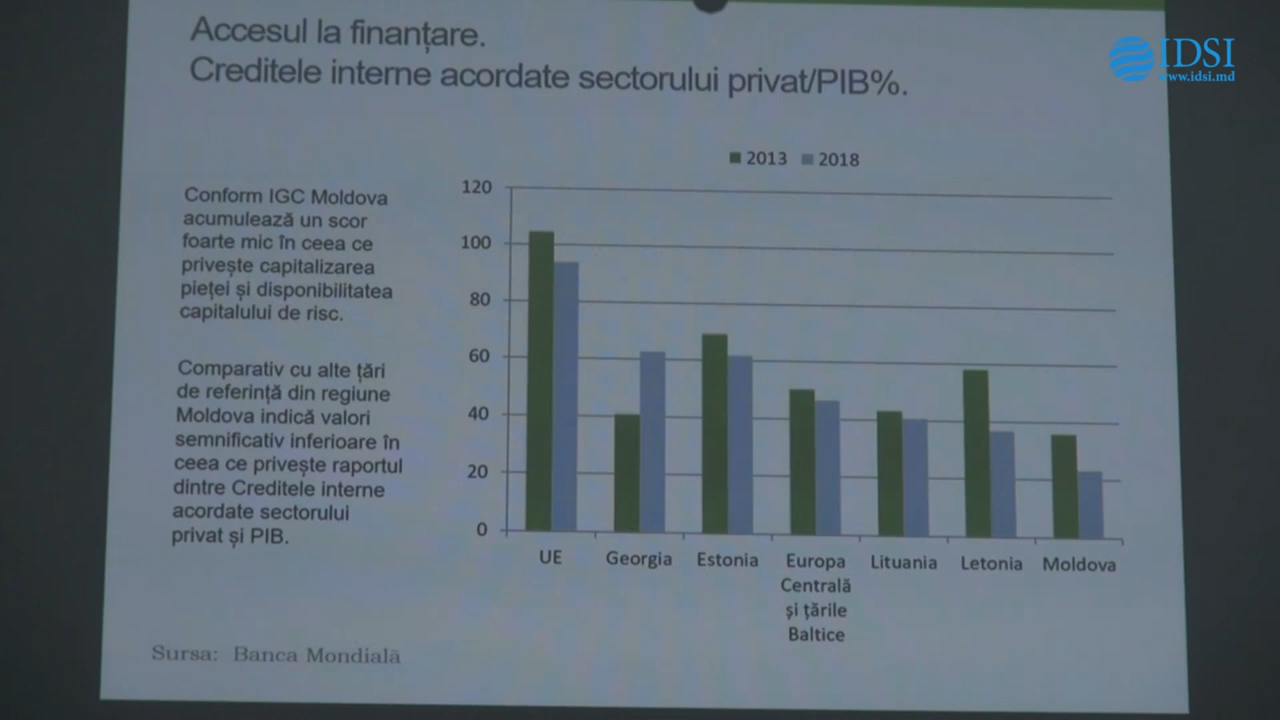 Accesul la finanțare.
Creditele interne acordate sectorului privat/PIB%.
IDSI
www.idsi.md
Conform IGC Moldova
acumulează un scor
foarte mic în ceea ce
privește capitalizarea
pieței și disponibilitatea
capitalului de risc.
Comparativ cu alte țări
de referință din regiune
Moldova indică valori
semnificativ inferioare în
ceea ce privește raportul
dintre Creditele interne
acordate sectorului
privat și PIB.
2013 2018
120
100
80
60
40
20
0
UE Georgia Estonia Europa Lituania Letonia Moldova
Centrală
și țările
Baltice
Sursa: Banca Mondială